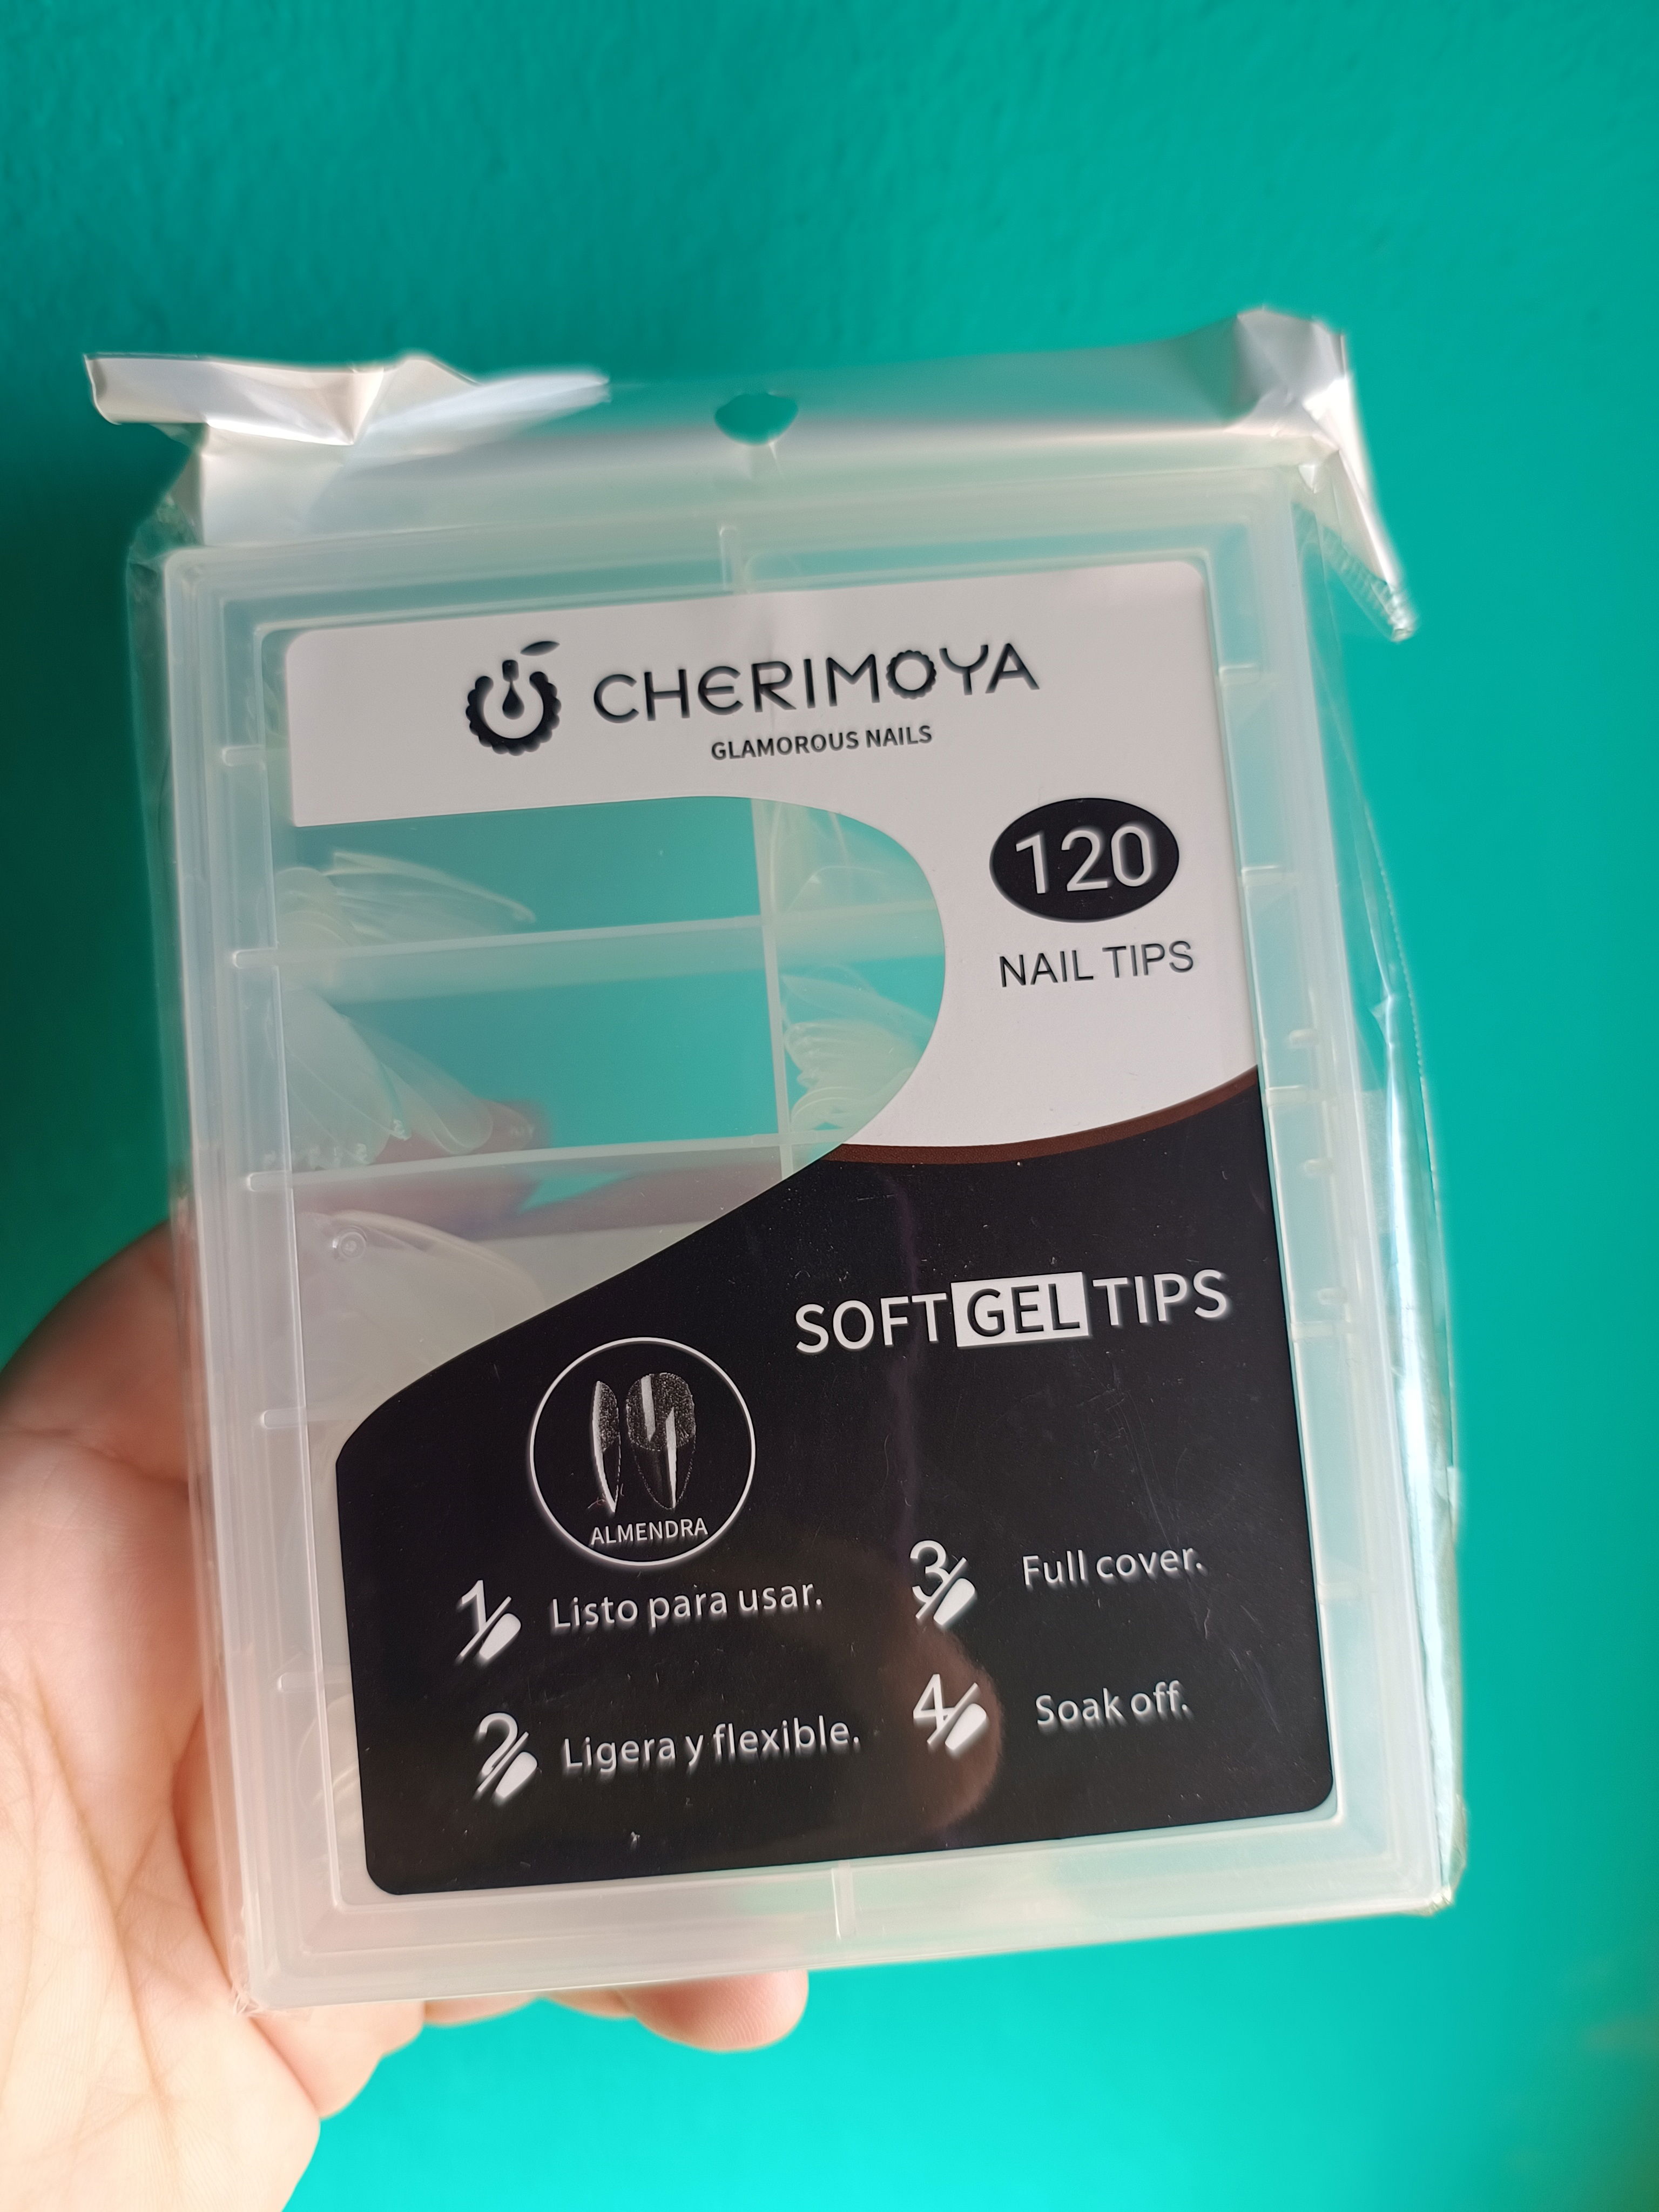 CHERIMOYA
GLAMOROUS NAILS
120
NAIL TIPS
SOFT GEL TIPS
ALMENDRA
1 Listo para usar.
2 Ligera y flexible.
3 Full cover.
4 Soak off.